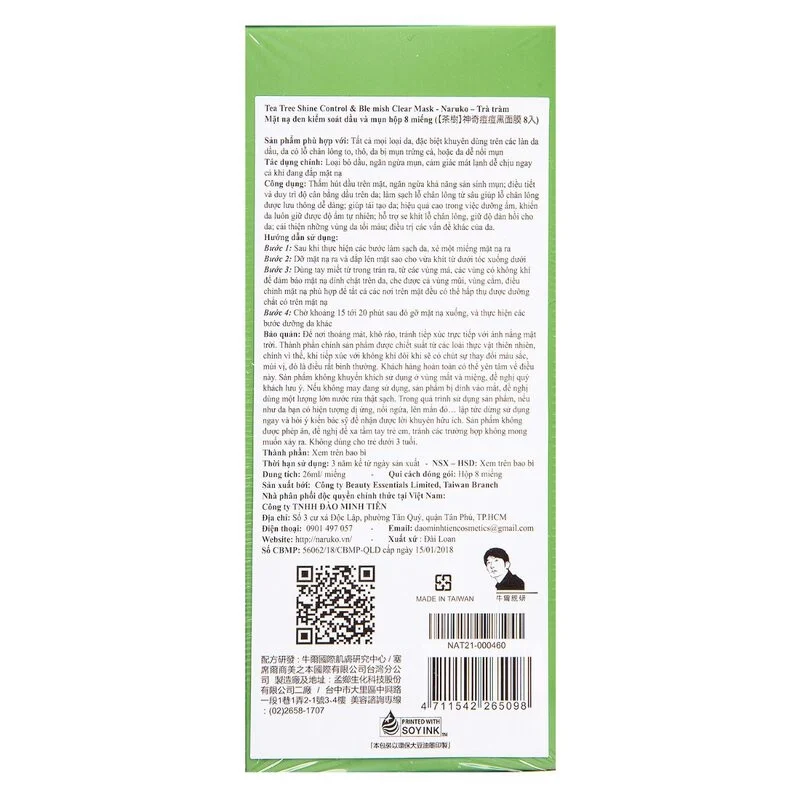 Tea Tree Shine Control & Ble mish Clear Mask - Naruko – Trà tràm
Mặt nạ đen kiểm soát dầu và mụn hộp 8 miếng (【茶樹】神奇痘痘黑面膜 8入)
Sản phẩm phù hợp với: Tất cả mọi loại da, đặc biệt khuyên dùng trên các làn da
dầu, da có lỗ chân lông to, thô, da bị mụn trứng cá, hoặc da dễ nổi mụn
Tác dụng chính: Loại bỏ dầu, ngăn ngừa mụn, cảm giác mát lạnh dễ chịu ngay
cả khi đang đắp mặt nạ
Công dụng: Thấm hút dầu trên mặt, ngăn ngừa khả năng sản sinh mụn; điều tiết
và duy trì độ cân bằng dầu trên da; làm sạch lỗ chân lông từ sâu giúp lỗ chân lông
được lưu thông dễ dàng; giúp tái tạo da; hiệu quả cao trong việc dưỡng ẩm, khiến
da luôn giữ được độ ẩm tự nhiên; hỗ trợ se khít lỗ chân lông, giữ độ đàn hồi cho
da; cải thiện những vùng da tối màu; điều trị các vấn đề khác của da.
Hướng dẫn sử dụng:
Bước 1: Sau khi thực hiện các bước làm sạch da, xé một miếng mặt nạ ra
Bước 2: Dỡ mặt nạ ra và đắp lên mặt sao cho vừa khít từ dưới tóc xuống dưới
Bước 3: Dùng tay miết từ trong trán ra, từ các vùng má, các vùng có không khí
để đảm bảo mặt nạ dính chặt trên da, che được cả vùng mũi, vùng cằm, điều
chỉnh mặt nạ phù hợp để tất cả các nơi trên mặt đều có thể hấp thụ được dưỡng
chất có trên mặt nạ
Bước 4: Chờ khoảng 15 tới 20 phút sau đó gỡ mặt nạ xuống, và thực hiện các
bước dưỡng da khác
Bảo quản: Để nơi thoáng mát, khô ráo, tránh tiếp xúc trực tiếp với ánh nắng mặt
trời. Thành phần chính sản phẩm được chiết suất từ các loài thực vật thiên nhiên,
chính vì thế, khi tiếp xúc với không khí đôi khi sẽ có chút sự thay đổi màu sắc,
mùi vị, đó là điều rất bình thường. Khách hàng hoàn toàn có thể yên tâm về điều
này. Sản phẩm không khuyến khích sử dụng ở vùng mắt và miệng, đề nghị quý
khách lưu ý. Nếu không may đang sử dụng, sản phẩm bị dính vào mắt, đề nghị
dùng một lượng lớn nước rửa thật sạch. Trong quá trình sử dụng sản phẩm, nếu
như da bạn có hiện tượng dị ứng, nổi ngứa, lên mẩn đỏ... lập tức dừng sử dụng
ngay và hỏi ý kiến bác sỹ để nhận được lời khuyên hữu ích. Sản phẩm không
được phép ăn, đề nghị để xa tầm tay trẻ em, tránh các trường hợp không mong
muốn xảy ra. Không dùng cho trẻ dưới 3 tuổi.
Thành phần: Xem trên bao bì
Thời hạn sử dụng: 3 năm kể từ ngày sản xuất - NSX – HSD: Xem trên bao bì
Dung tích: 26ml/ miếng - Qui cách đóng gói: Hộp 8 miếng
Sản xuất bởi: Công ty Beauty Essentials Limited, Taiwan Branch
Nhà phân phối độc quyền chính thức tại Việt Nam:
Công ty TNHH ĐÀO MINH TIÊN
Địa chỉ: Số 3 cư xá Độc Lập, phường Tân Quý, quận Tân Phú, TP.HCM
Điện thoại: 0901 497 057 - Email: daominhtiencosmetics@gmail.com
Website: http://naruko.vn/ - Xuất xứ : Đài Loan
Số CBMP: 56062/18/CBMP-QLD cấp ngày 15/01/2018
MADE IN TAIWAN
牛爾親研
NAT21-000460
配方研發：牛爾國際肌膚研究中心／塞
席爾商美之本國際有限公司台灣分公
司 製造廠及地址：孟鄉生化科技股份
有限公司二廠 / 台中市大里區中興路
一段1巷1弄2-1號3-4樓 美容諮詢專線
: (02)2658-1707
4 711542 265098
PRINTED WITH
SOY INK™
【本包裝以環保大豆油墨印製】